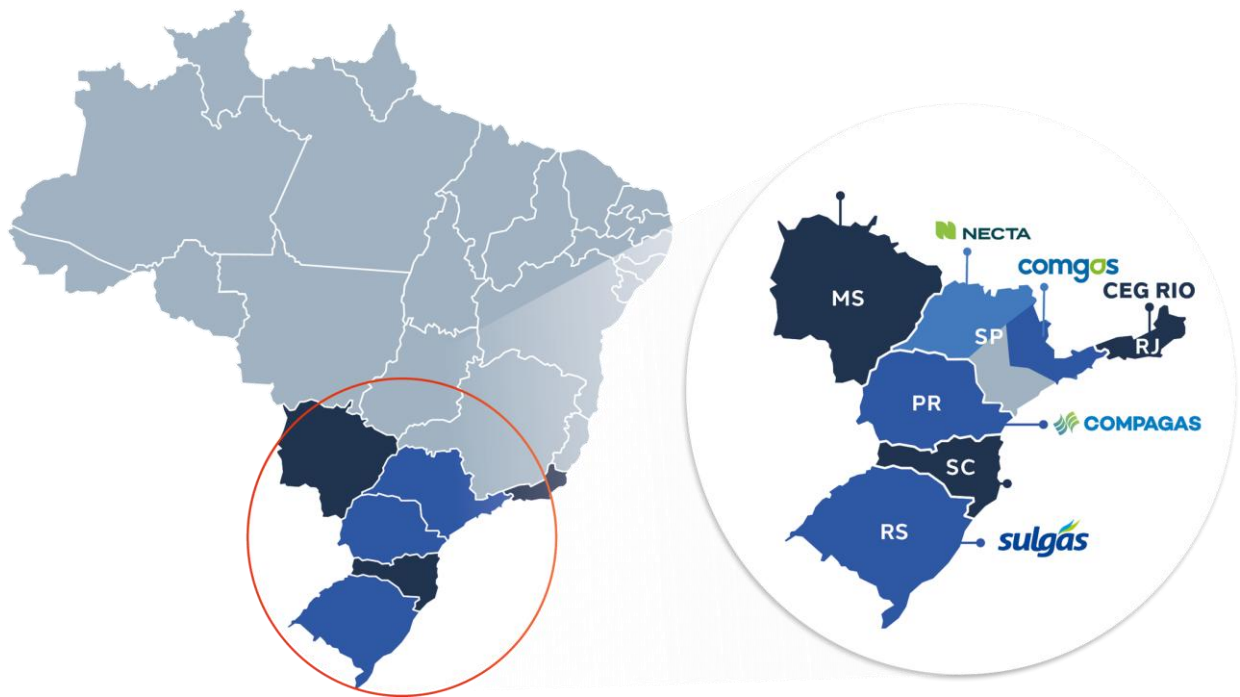 NECTA
comgas
CEG RIO
MS
SP
RJ
PR
COMPAGAS
SC
RS
sulgás